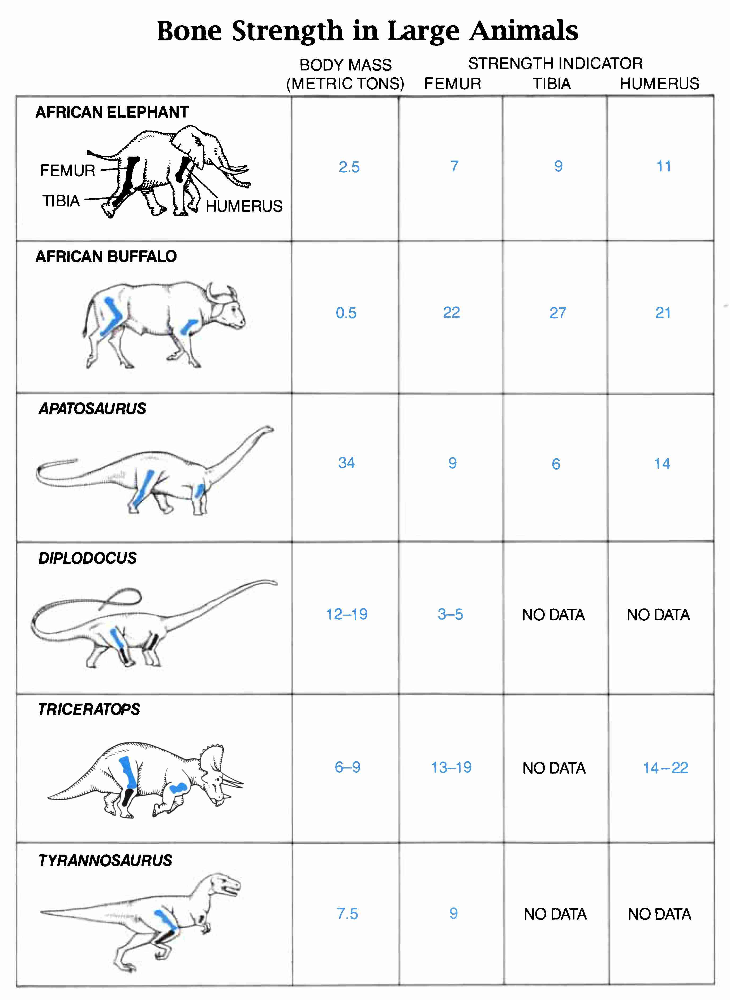 Bone Strength in Large Animals
BODY MASS
(METRIC TONS)
STRENGTH INDICATOR
FEMUR TIBIA HUMERUS
AFRICAN ELEPHANT
FEMUR
TIBIA
HUMERUS
2.5 7 9 11
AFRICAN BUFFALO
0.5 22 27 21
APATOSAURUS
34 9 6 14
DIPLODOCUS
12–19 3–5 NO DATA NO DATA
TRICERATOPS
6–9 13–19 NO DATA 14–22
TYRANNOSAURUS
7.5 9 NO DATA NO DATA